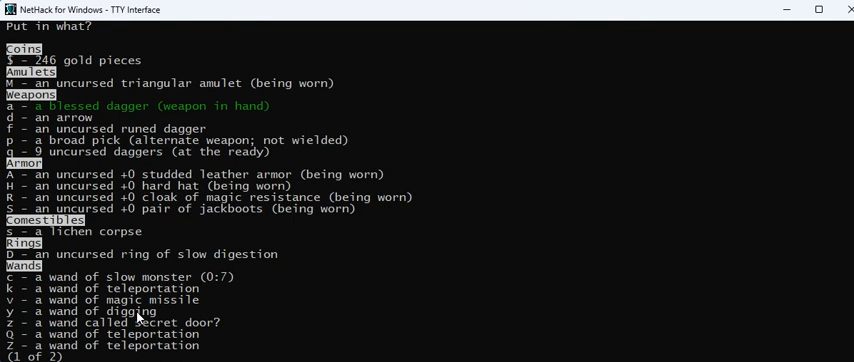 NetHack for Windows - TTY Interface
Put in what?
Coins
$ - 246 gold pieces
Amulets
M - an uncursed triangular amulet (being worn)
Weapons
a - a blessed dagger (weapon in hand)
d - an arrow
f - an uncursed runed dagger
p - a broad pick (alternate weapon; not wielded)
q - 9 uncursed daggers (at the ready)
Armor
A - an uncursed +0 studded leather armor (being worn)
H - an uncursed +0 hard hat (being worn)
R - an uncursed +0 cloak of magic resistance (being worn)
S - an uncursed +0 pair of jackboots (being worn)
Comestibles
s - a lichen corpse
Rings
D - an uncursed ring of slow digestion
Wands
c - a wand of slow monster (0:7)
k - a wand of teleportation
v - a wand of magic missile
y - a wand of digging
z - a wand called secret door?
Q - a wand of teleportation
Z - a wand of teleportation
(1 of 2)